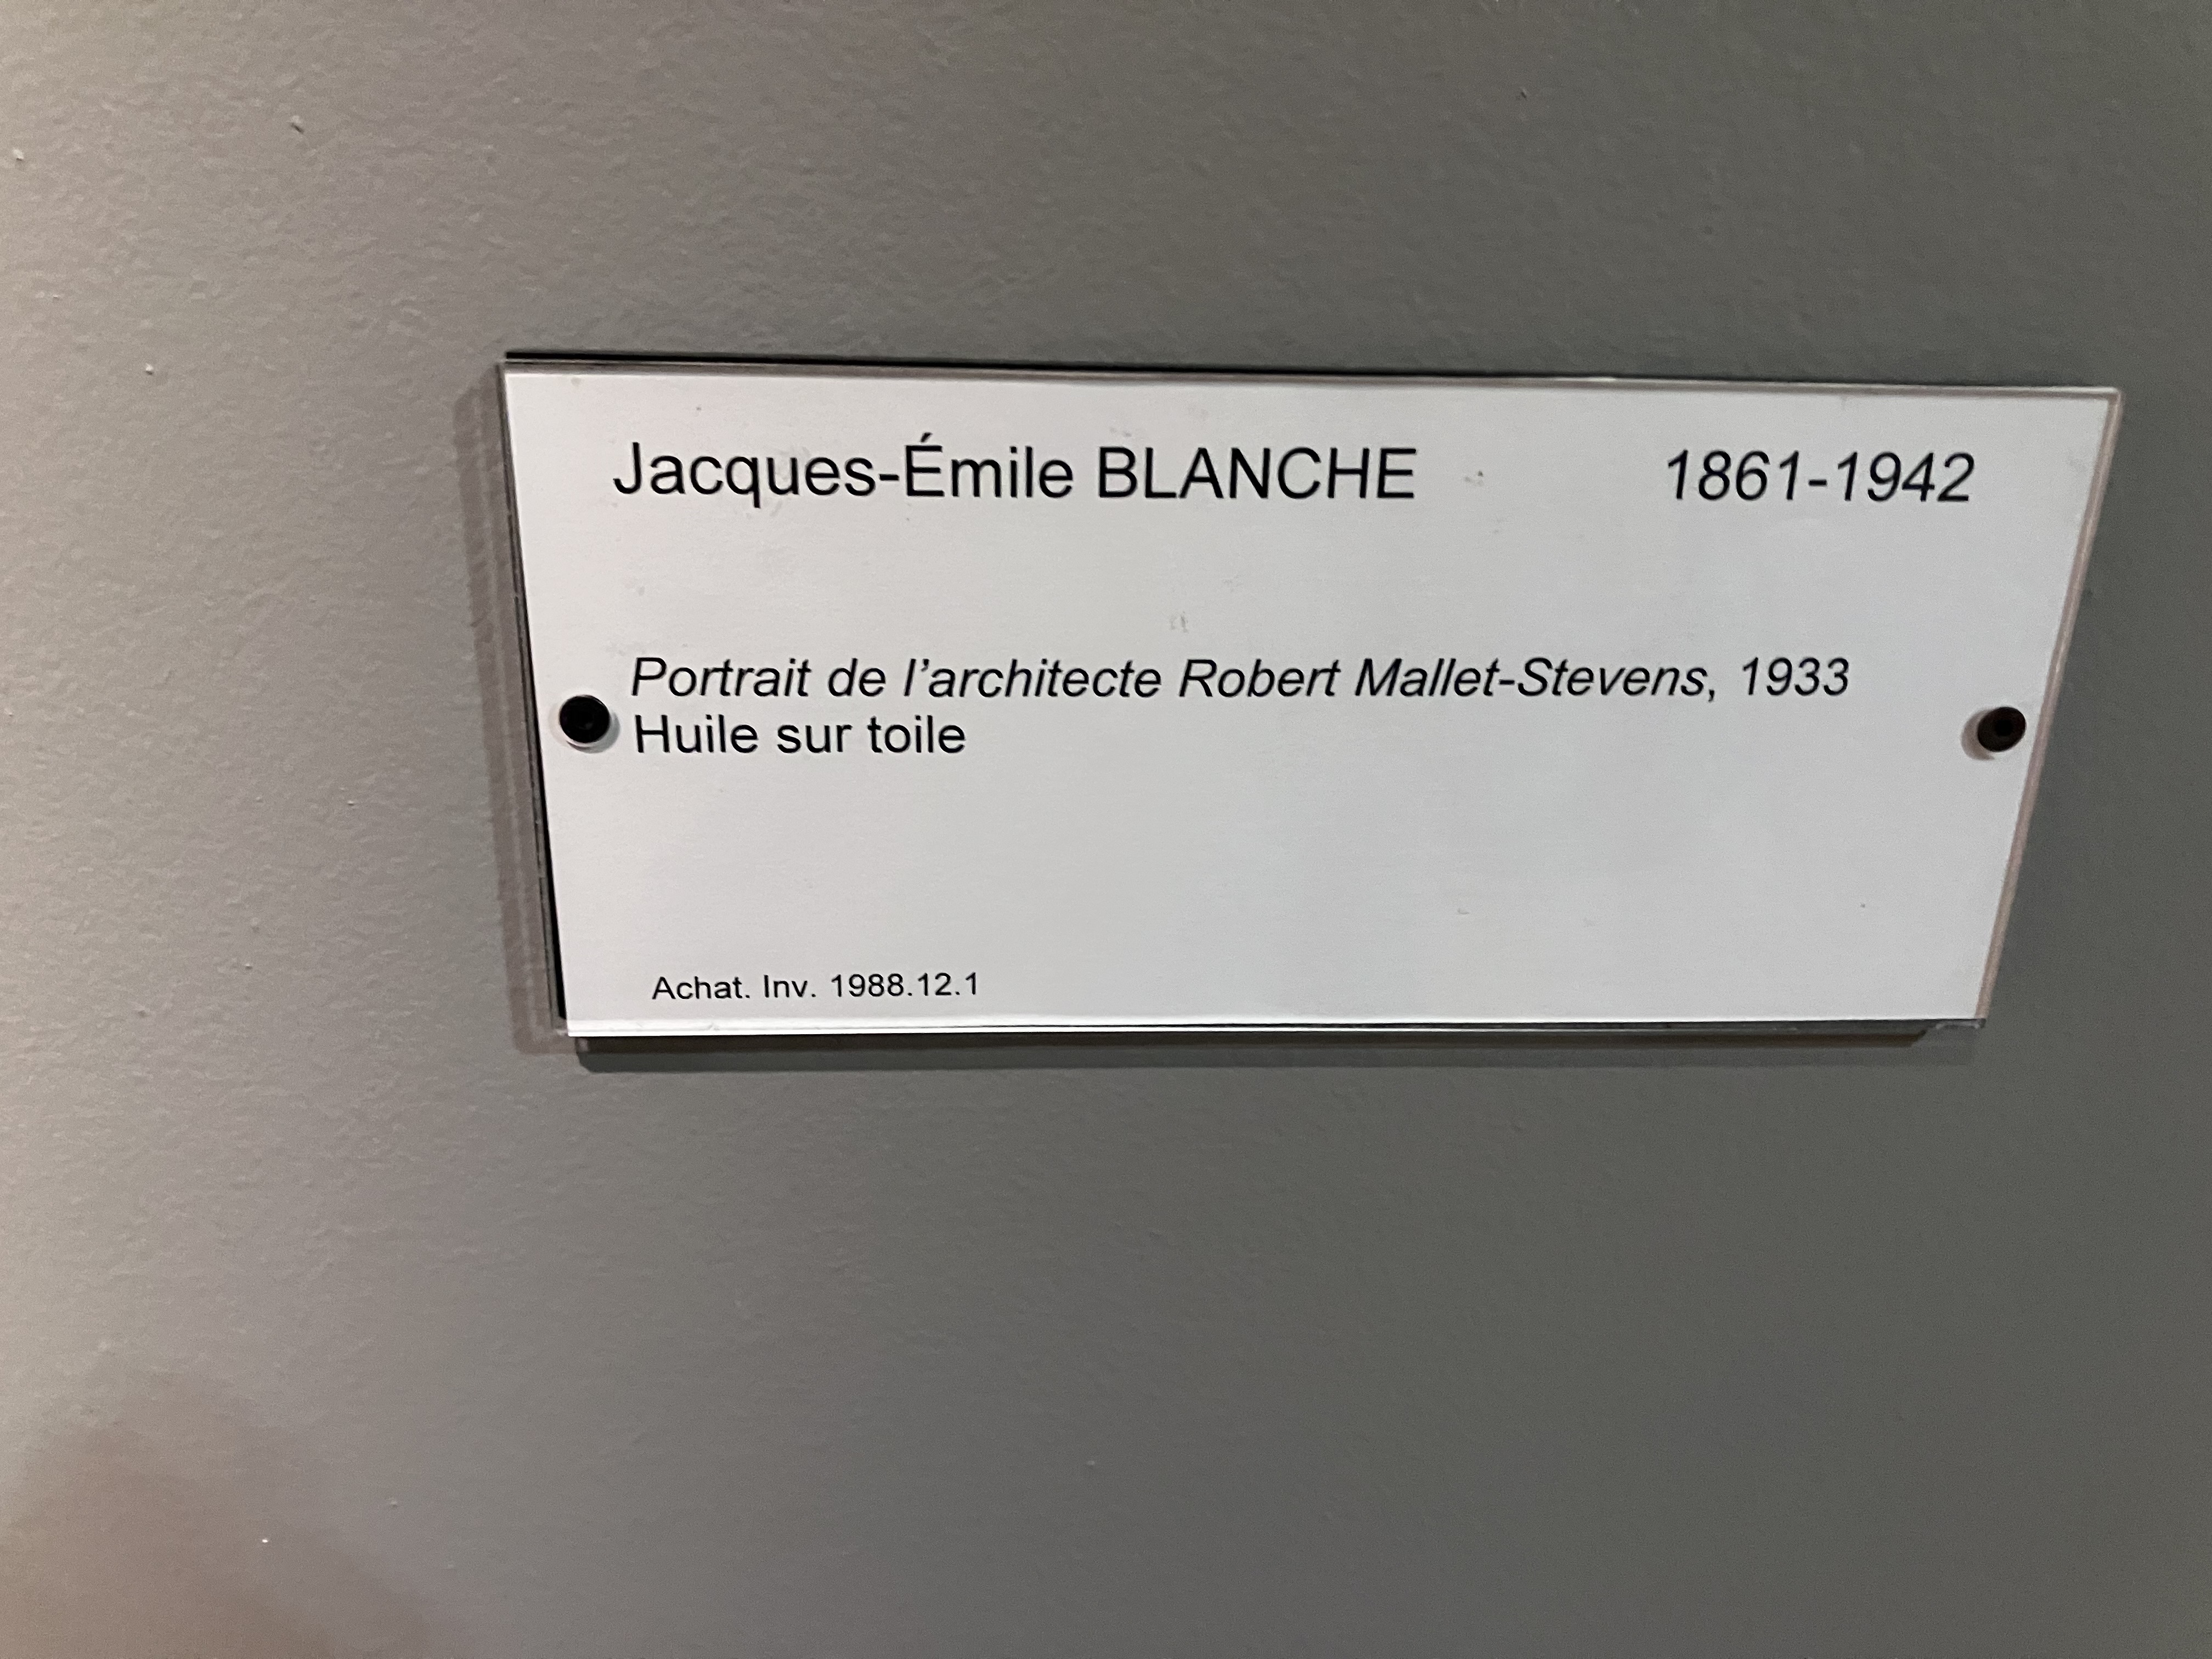 Jacques-Émile BLANCHE 1861-1942
Portrait de l’architecte Robert Mallet-Stevens, 1933
Huile sur toile
Achat. Inv. 1988.12.1